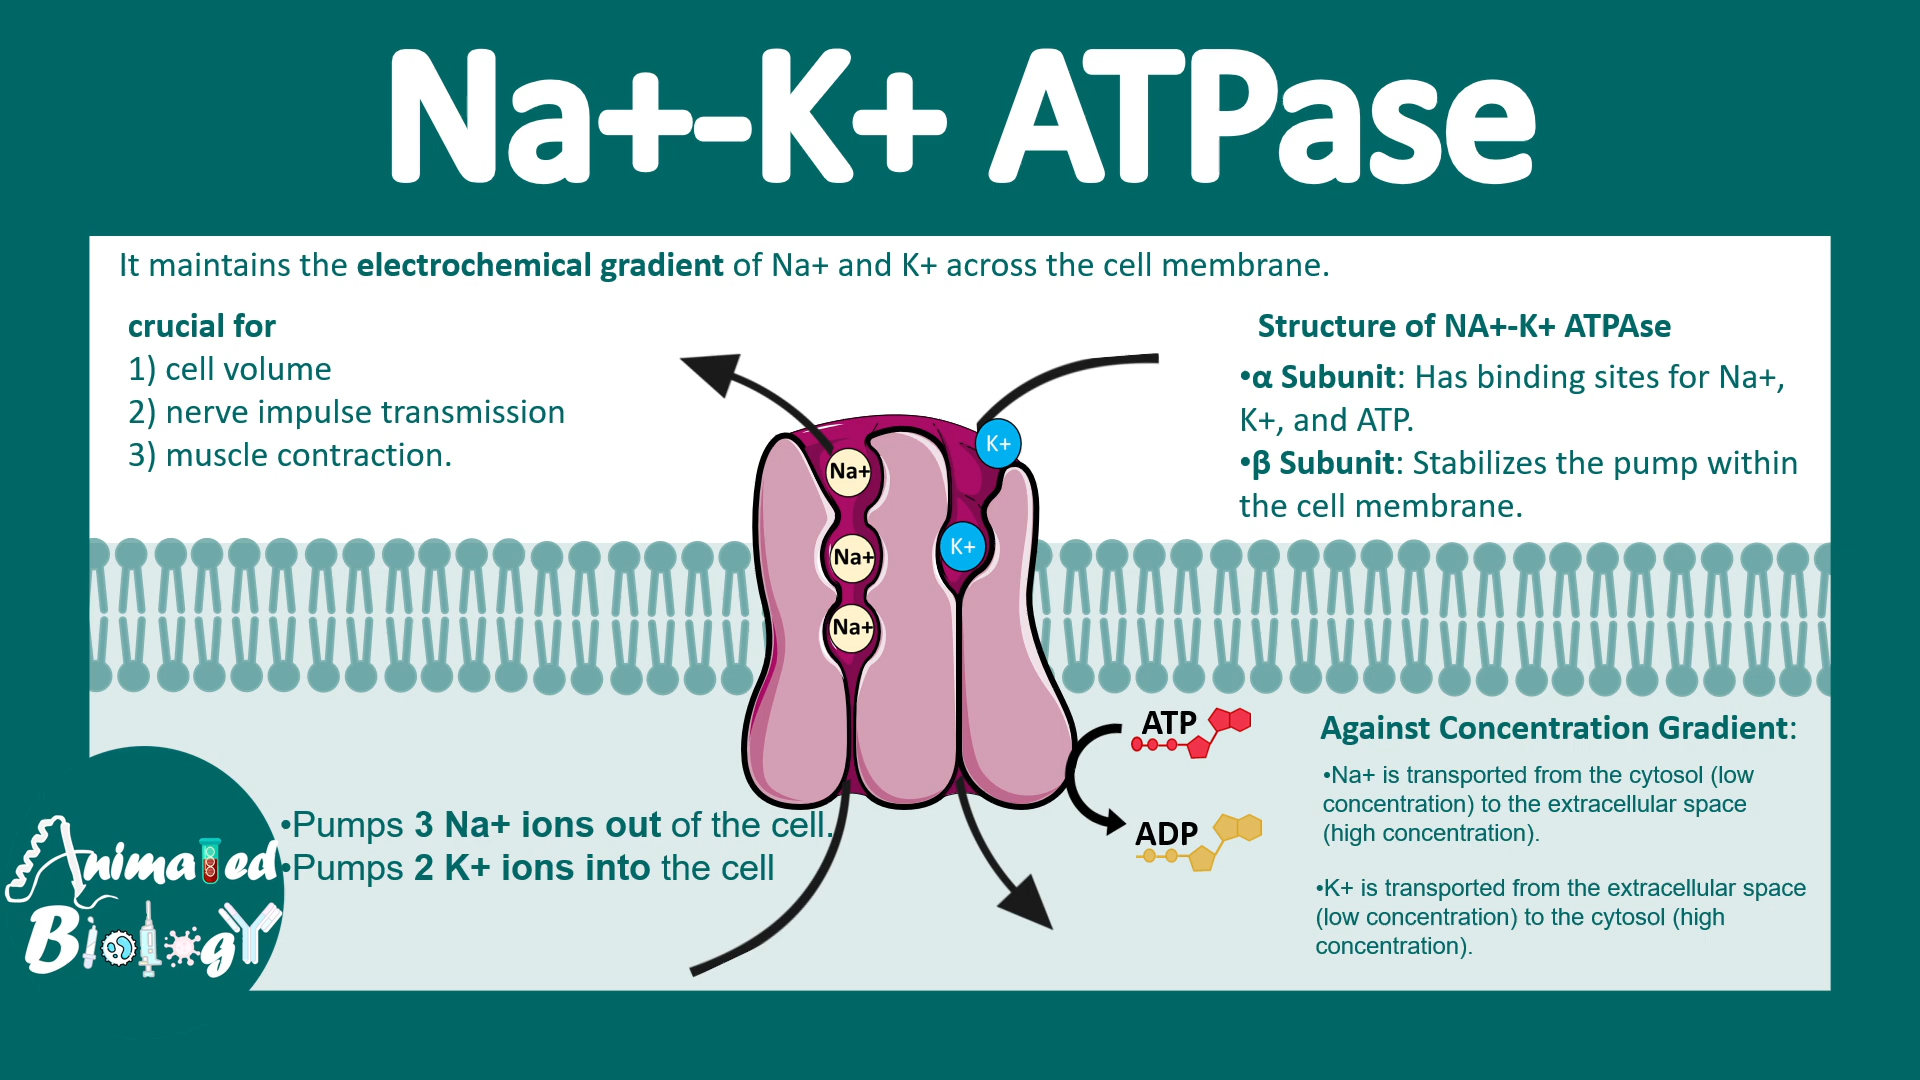 Na+-K+ ATPase
It maintains the electrochemical gradient of Na+ and K+ across the cell membrane.
crucial for
1) cell volume
2) nerve impulse transmission
3) muscle contraction.
Structure of NA+-K+ ATPAse
•α Subunit: Has binding sites for Na+,
K+, and ATP.
•β Subunit: Stabilizes the pump within
the cell membrane.
K+
Na+
K+
Na+
Na+
ATP
ADP
Against Concentration Gradient:
•Na+ is transported from the cytosol (low
concentration) to the extracellular space
(high concentration).
•K+ is transported from the extracellular space
(low concentration) to the cytosol (high
concentration).
•Pumps 3 Na+ ions out of the cell.
•Pumps 2 K+ ions into the cell
Animated
Biology